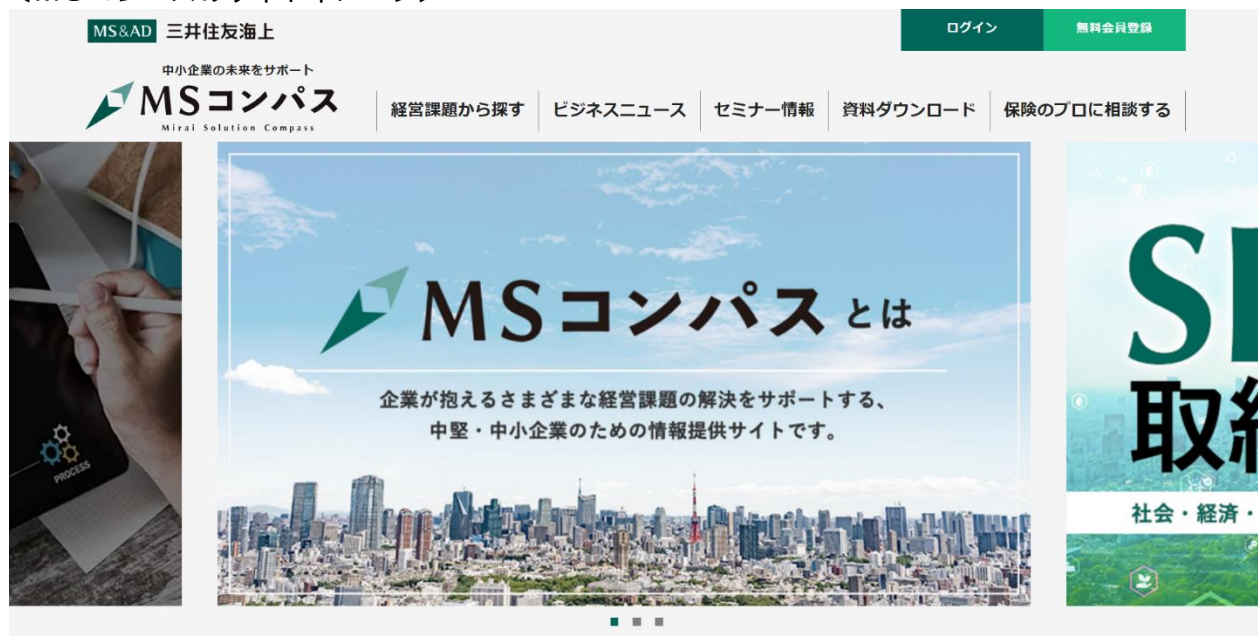 MS&AD 三井住友海上
ログイン
無料会員登録
中小企業の未来をサポート
MSコンパス
Mirai Solution Compass
経営課題から探す
ビジネスニュース
セミナー情報
資料ダウンロード
保険のプロに相談する
PROCESS
MSコンパスとは
企業が抱えるさまざまな経営課題の解決をサポートする、
中堅・中小企業のための情報提供サイトです。
S
取
社会・経済・